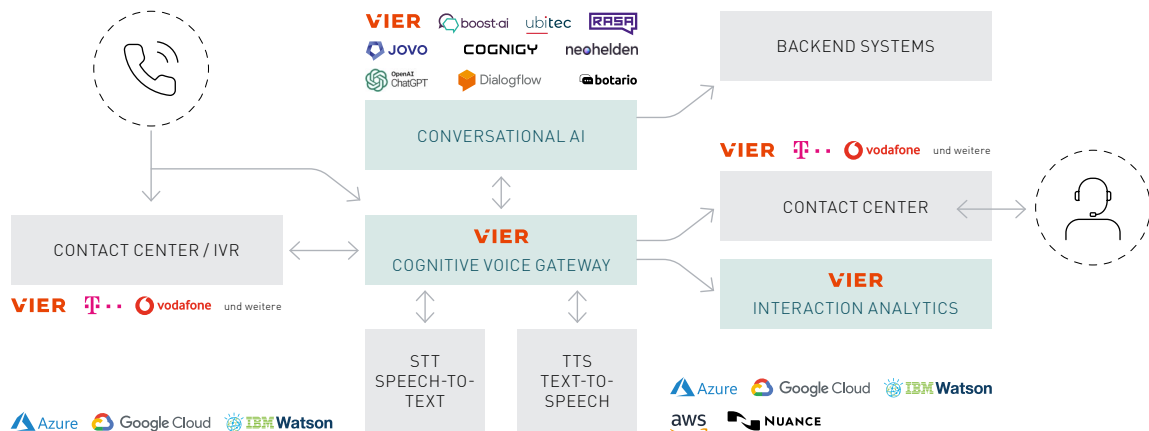 VIER boost.ai ubitec RASA
JOVO COGNIGY neohelden
OpenAI ChatGPT Dialogflow botario
CONVERSATIONAL AI
BACKEND SYSTEMS
VIER T vodafone und weitere
CONTACT CENTER
CONTACT CENTER / IVR
VIER T vodafone und weitere
VIER
COGNITIVE VOICE GATEWAY
VIER
INTERACTION ANALYTICS
STT
SPEECH-TO-
TEXT
TTS
TEXT-TO-
SPEECH
Azure Google Cloud IBM Watson
Azure Google Cloud IBM Watson
aws NUANCE